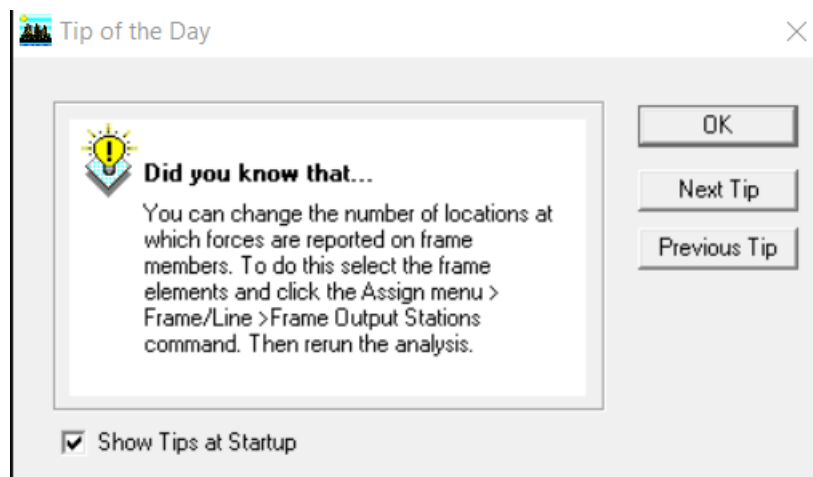 Tip of the Day
Did you know that...
You can change the number of locations at
which forces are reported on frame
members. To do this select the frame
elements and click the Assign menu >
Frame/Line >Frame Output Stations
command. Then rerun the analysis.
OK
Next Tip
Previous Tip
Show Tips at Startup